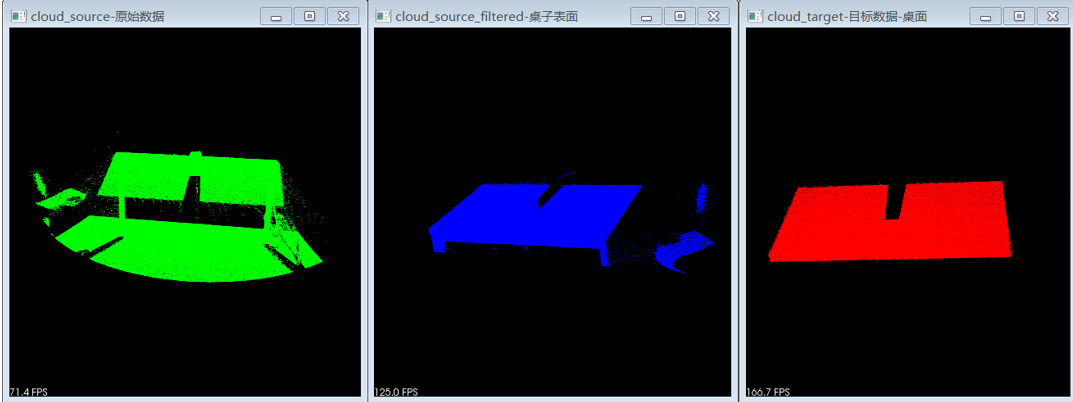 cloud_source-原始数据
cloud_source_filtered-桌子表面
cloud_target-目标数据-桌面
71.4 FPS
125.0 FPS
166.7 FPS